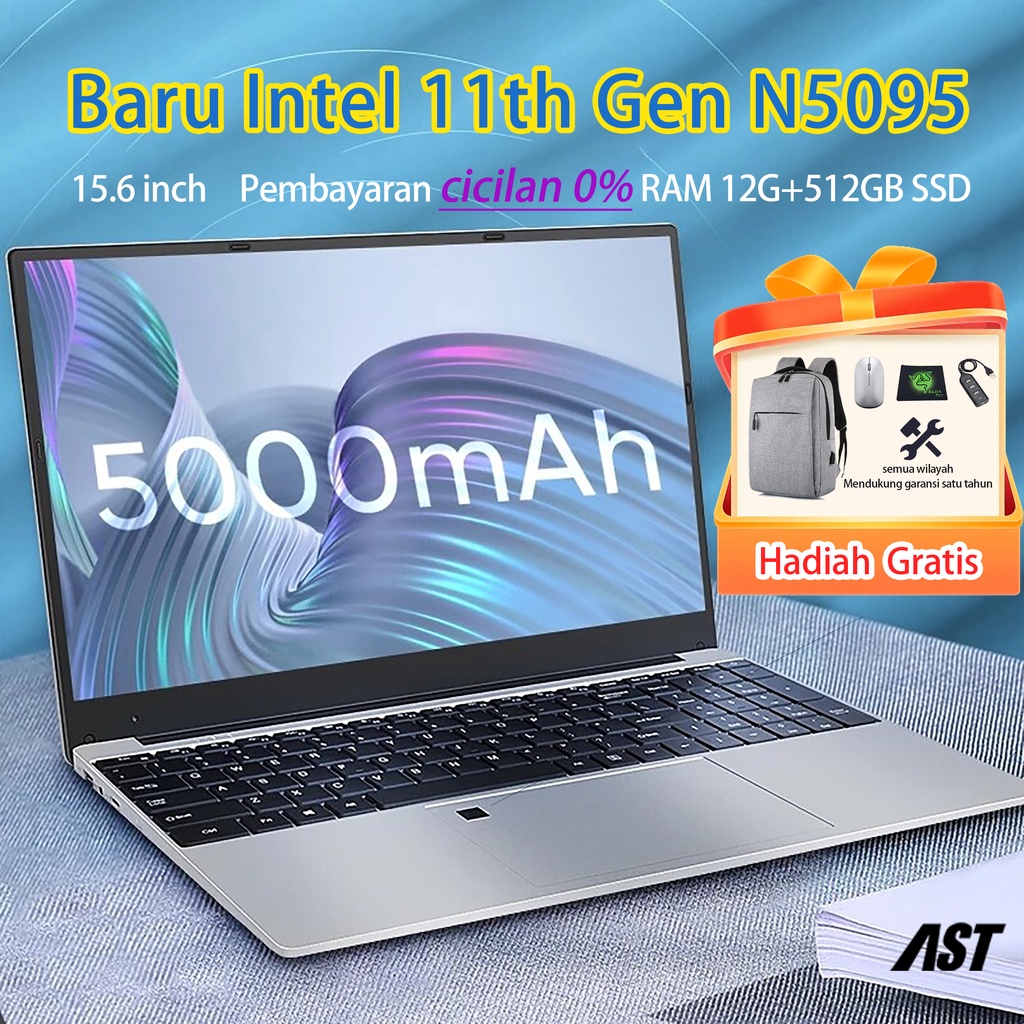 Baru Intel 11th Gen N5095
15.6 inch Pembayaran cicilan 0% RAM 12G+512GB SSD
5000mAh
semua wilayah
Mendukung garansi satu tahun
Hadiah Gratis
AST